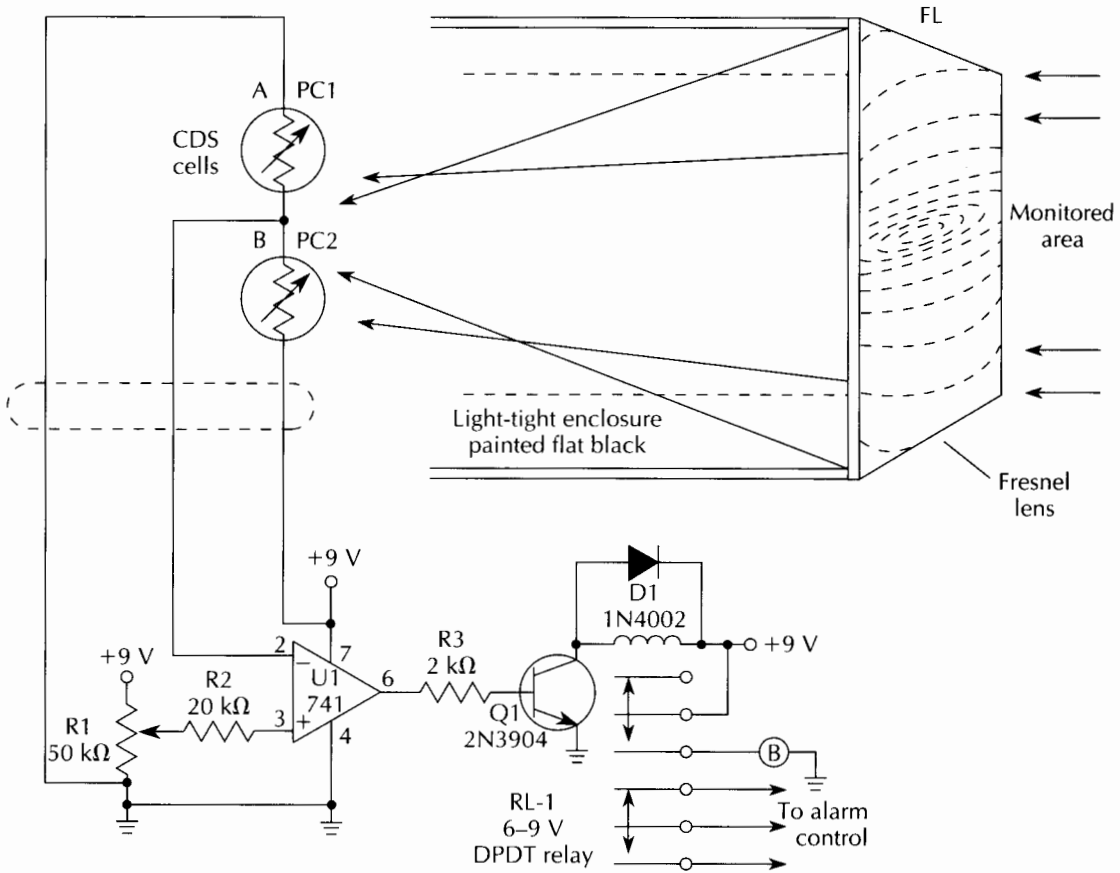 FL
A PC1
CDS
cells
B PC2
Monitored
area
Light-tight enclosure
painted flat black
Fresnel
lens
+9 V
D1
1N4002
+9 V
+9 V
R1
50 kΩ
R2
20 kΩ
2
−
7
U1
741
3
+
4
6
R3
2 kΩ
Q1
2N3904
B
RL-1
6–9 V
DPDT relay
To alarm
control